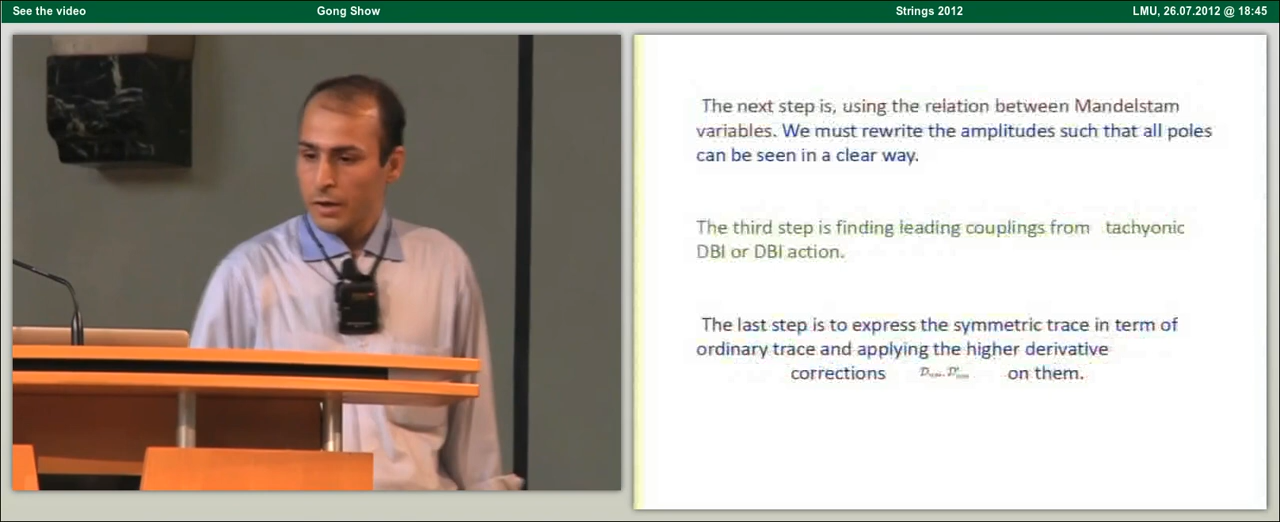 See the video Gong Show Strings 2012 LMU, 26.07.2012 @ 18:45
The next step is, using the relation between Mandelstam
variables. We must rewrite the amplitudes such that all poles
can be seen in a clear way.
The third step is finding leading couplings from tachyonic
DBI or DBI action.
The last step is to express the symmetric trace in term of
ordinary trace and applying the higher derivative
corrections on them.